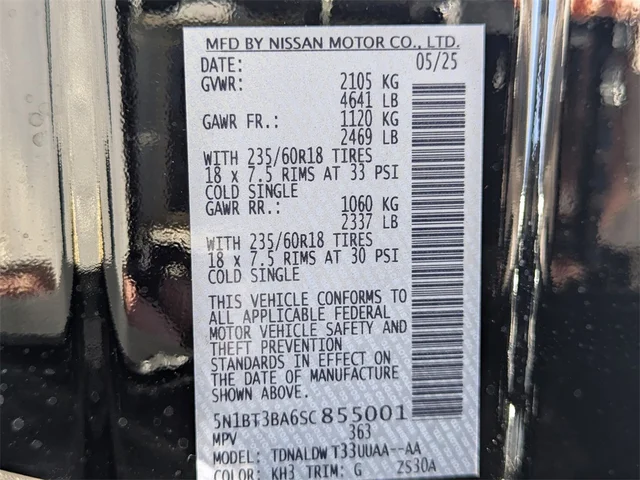 MFD BY NISSAN MOTOR CO., LTD.
DATE: 05/25
GVWR: 2105 KG
4641 LB
GAWR FR.: 1120 KG
2469 LB
WITH 235/60R18 TIRES
18 x 7.5 RIMS AT 33 PSI
COLD SINGLE
GAWR RR.: 1060 KG
2337 LB
WITH 235/60R18 TIRES
18 x 7.5 RIMS AT 30 PSI
COLD SINGLE
THIS VEHICLE CONFORMS TO
ALL APPLICABLE FEDERAL
MOTOR VEHICLE SAFETY AND
THEFT PREVENTION
STANDARDS IN EFFECT ON
THE DATE OF MANUFACTURE
SHOWN ABOVE.
5N1BT3BA6SC855001
MPV 363
MODEL: TDNALDW T33UUAA--AA
COLOR: KH3 TRIM: G ZS30A